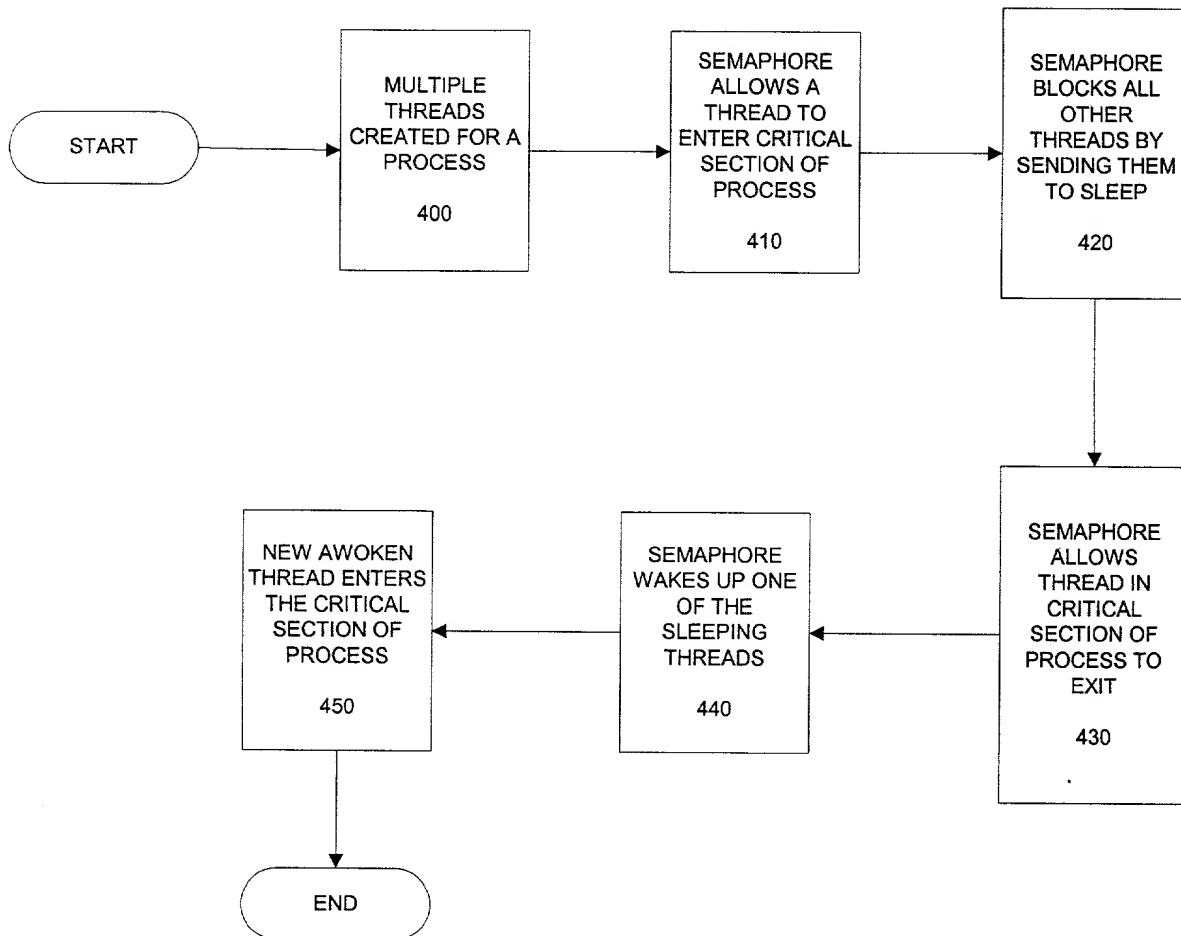 START
MULTIPLE
THREADS
CREATED FOR A
PROCESS
400
SEMAPHORE
ALLOWS A
THREAD TO
ENTER CRITICAL
SECTION OF
PROCESS
410
SEMAPHORE
BLOCKS ALL
OTHER
THREADS BY
SENDING THEM
TO SLEEP
420
SEMAPHORE
ALLOWS
THREAD IN
CRITICAL
SECTION OF
PROCESS TO
EXIT
430
SEMAPHORE
WAKES UP ONE
OF THE
SLEEPING
THREADS
440
NEW AWOKEN
THREAD ENTERS
THE CRITICAL
SECTION OF
PROCESS
450
END